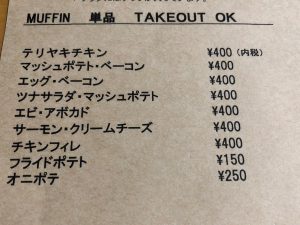 MUFFIN 単品 TAKEOUT OK
テリヤキチキン ¥400 (内税)
マッシュポテト・ベーコン ¥400
エッグ・ベーコン ¥400
ツナサラダ・マッシュポテト ¥400
エビ・アボカド ¥400
サーモン・クリームチーズ ¥400
チキンフィレ ¥400
フライドポテト ¥150
オニポテ ¥250